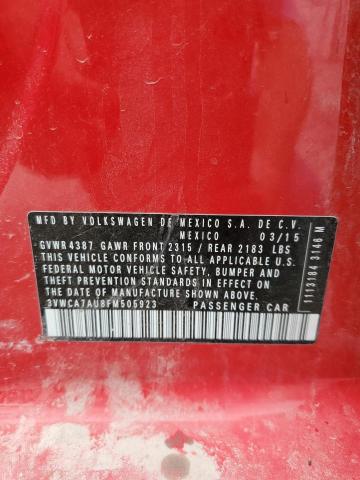 MFD BY VOLKSWAGEN DE MEXICO S.A. DE C.V.
MEXICO 03/15
GVWR 4387 GAWR FRONT 2315 / REAR 2183 LBS
THIS VEHICLE CONFORMS TO ALL APPLICABLE
FEDERAL MOTOR VEHICLE SAFETY, BUMPER AND
THEFT PREVENTION STANDARDS IN EFFECT ON
THE DATE OF MANUFACTURE SHOWN ABOVE
3VWCA7AU8FM505923 PASSENGER CAR
1113184 3146 M